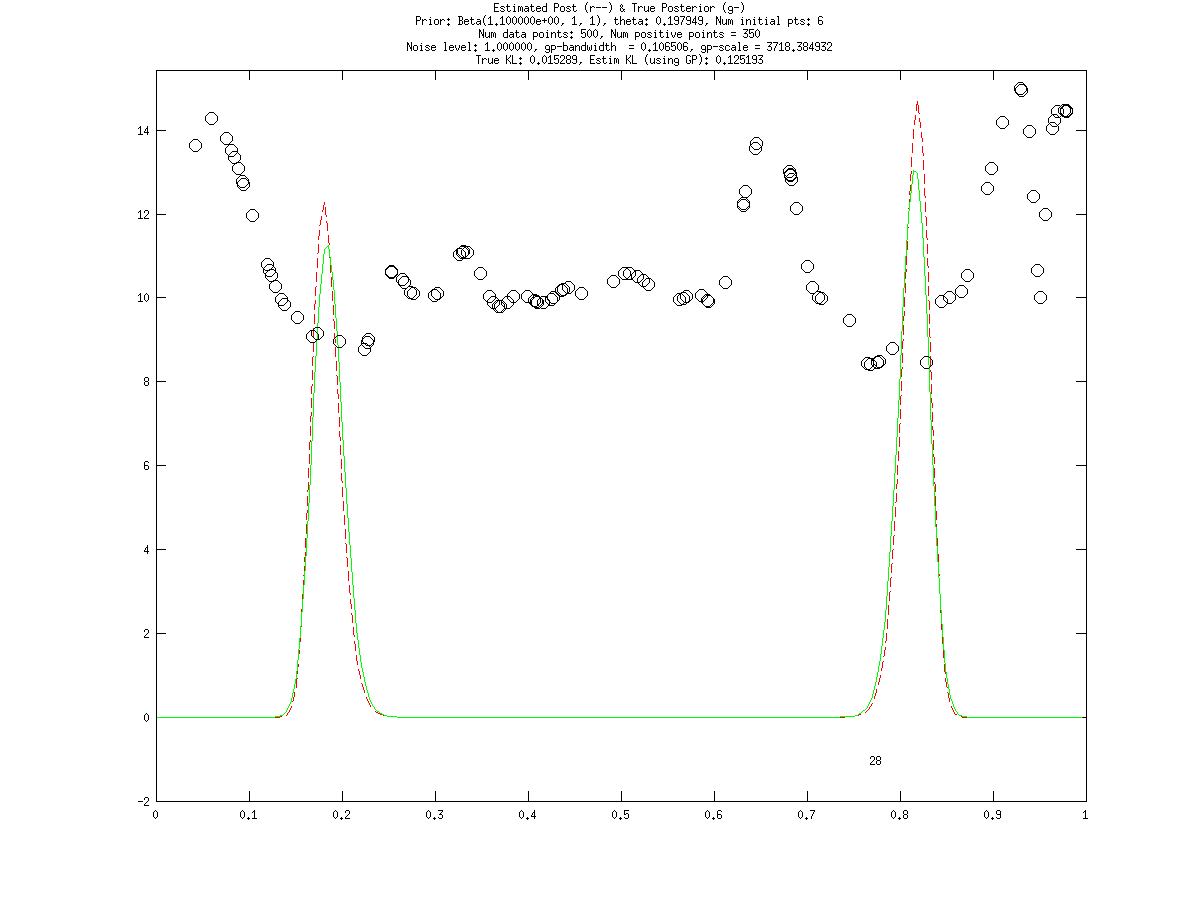 Estimated Post (r--) & True Posterior (g-)
Prior: Beta(1.100000e+00, 1, 1), theta: 0.197949, Num initial pts: 6
Num data points: 500, Num positive points = 350
Noise level: 1.000000, gp-bandwidth  = 0.106506, gp-scale = 3718.384932
True KL: 0.015289, Estim KL (using GP): 0.125193
14
12
10
8
6
4
2
0
28
-2
0 0.1 0.2 0.3 0.4 0.5 0.6 0.7 0.8 0.9 1